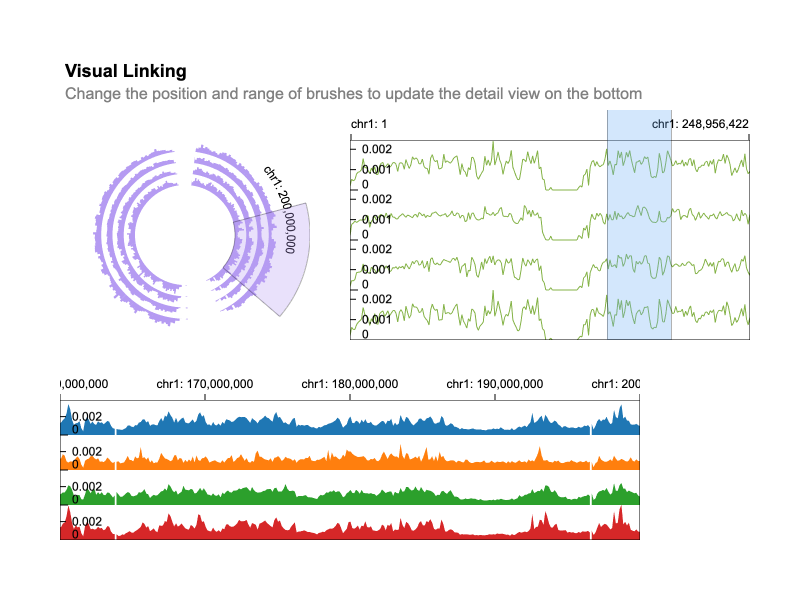 Visual Linking
Change the position and range of brushes to update the detail view on the bottom
chr1: 200,000,000
chr1: 1
chr1: 248,956,422
0.002
0.001
0
0.002
0.001
0
0.002
0.001
0
0.002
0.001
0
0,000,000
chr1: 170,000,000
chr1: 180,000,000
chr1: 190,000,000
chr1: 200
0.002
0
0.002
0
0.002
0
0.002
0